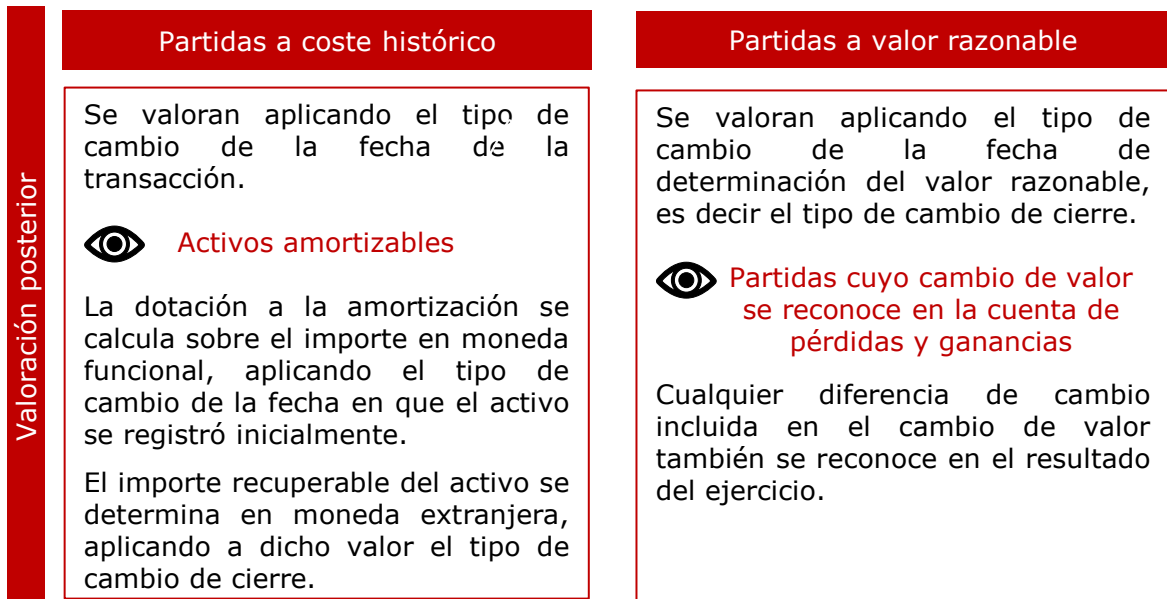 Valoración posterior
Partidas a coste histórico
Se valoran aplicando el tipo de
cambio de la fecha de la
transacción.
Activos amortizables
La dotación a la amortización se
calcula sobre el importe en moneda
funcional, aplicando el tipo de
cambio de la fecha en que el activo
se registró inicialmente.
El importe recuperable del activo se
determina en moneda extranjera,
aplicando a dicho valor el tipo de
cambio de cierre.
Partidas a valor razonable
Se valoran aplicando el tipo de
cambio de la fecha de
determinación del valor razonable,
es decir el tipo de cambio de cierre.
Partidas cuyo cambio de valor
se reconoce en la cuenta de
pérdidas y ganancias
Cualquier diferencia de cambio
incluida en el cambio de valor
también se reconoce en el resultado
del ejercicio.